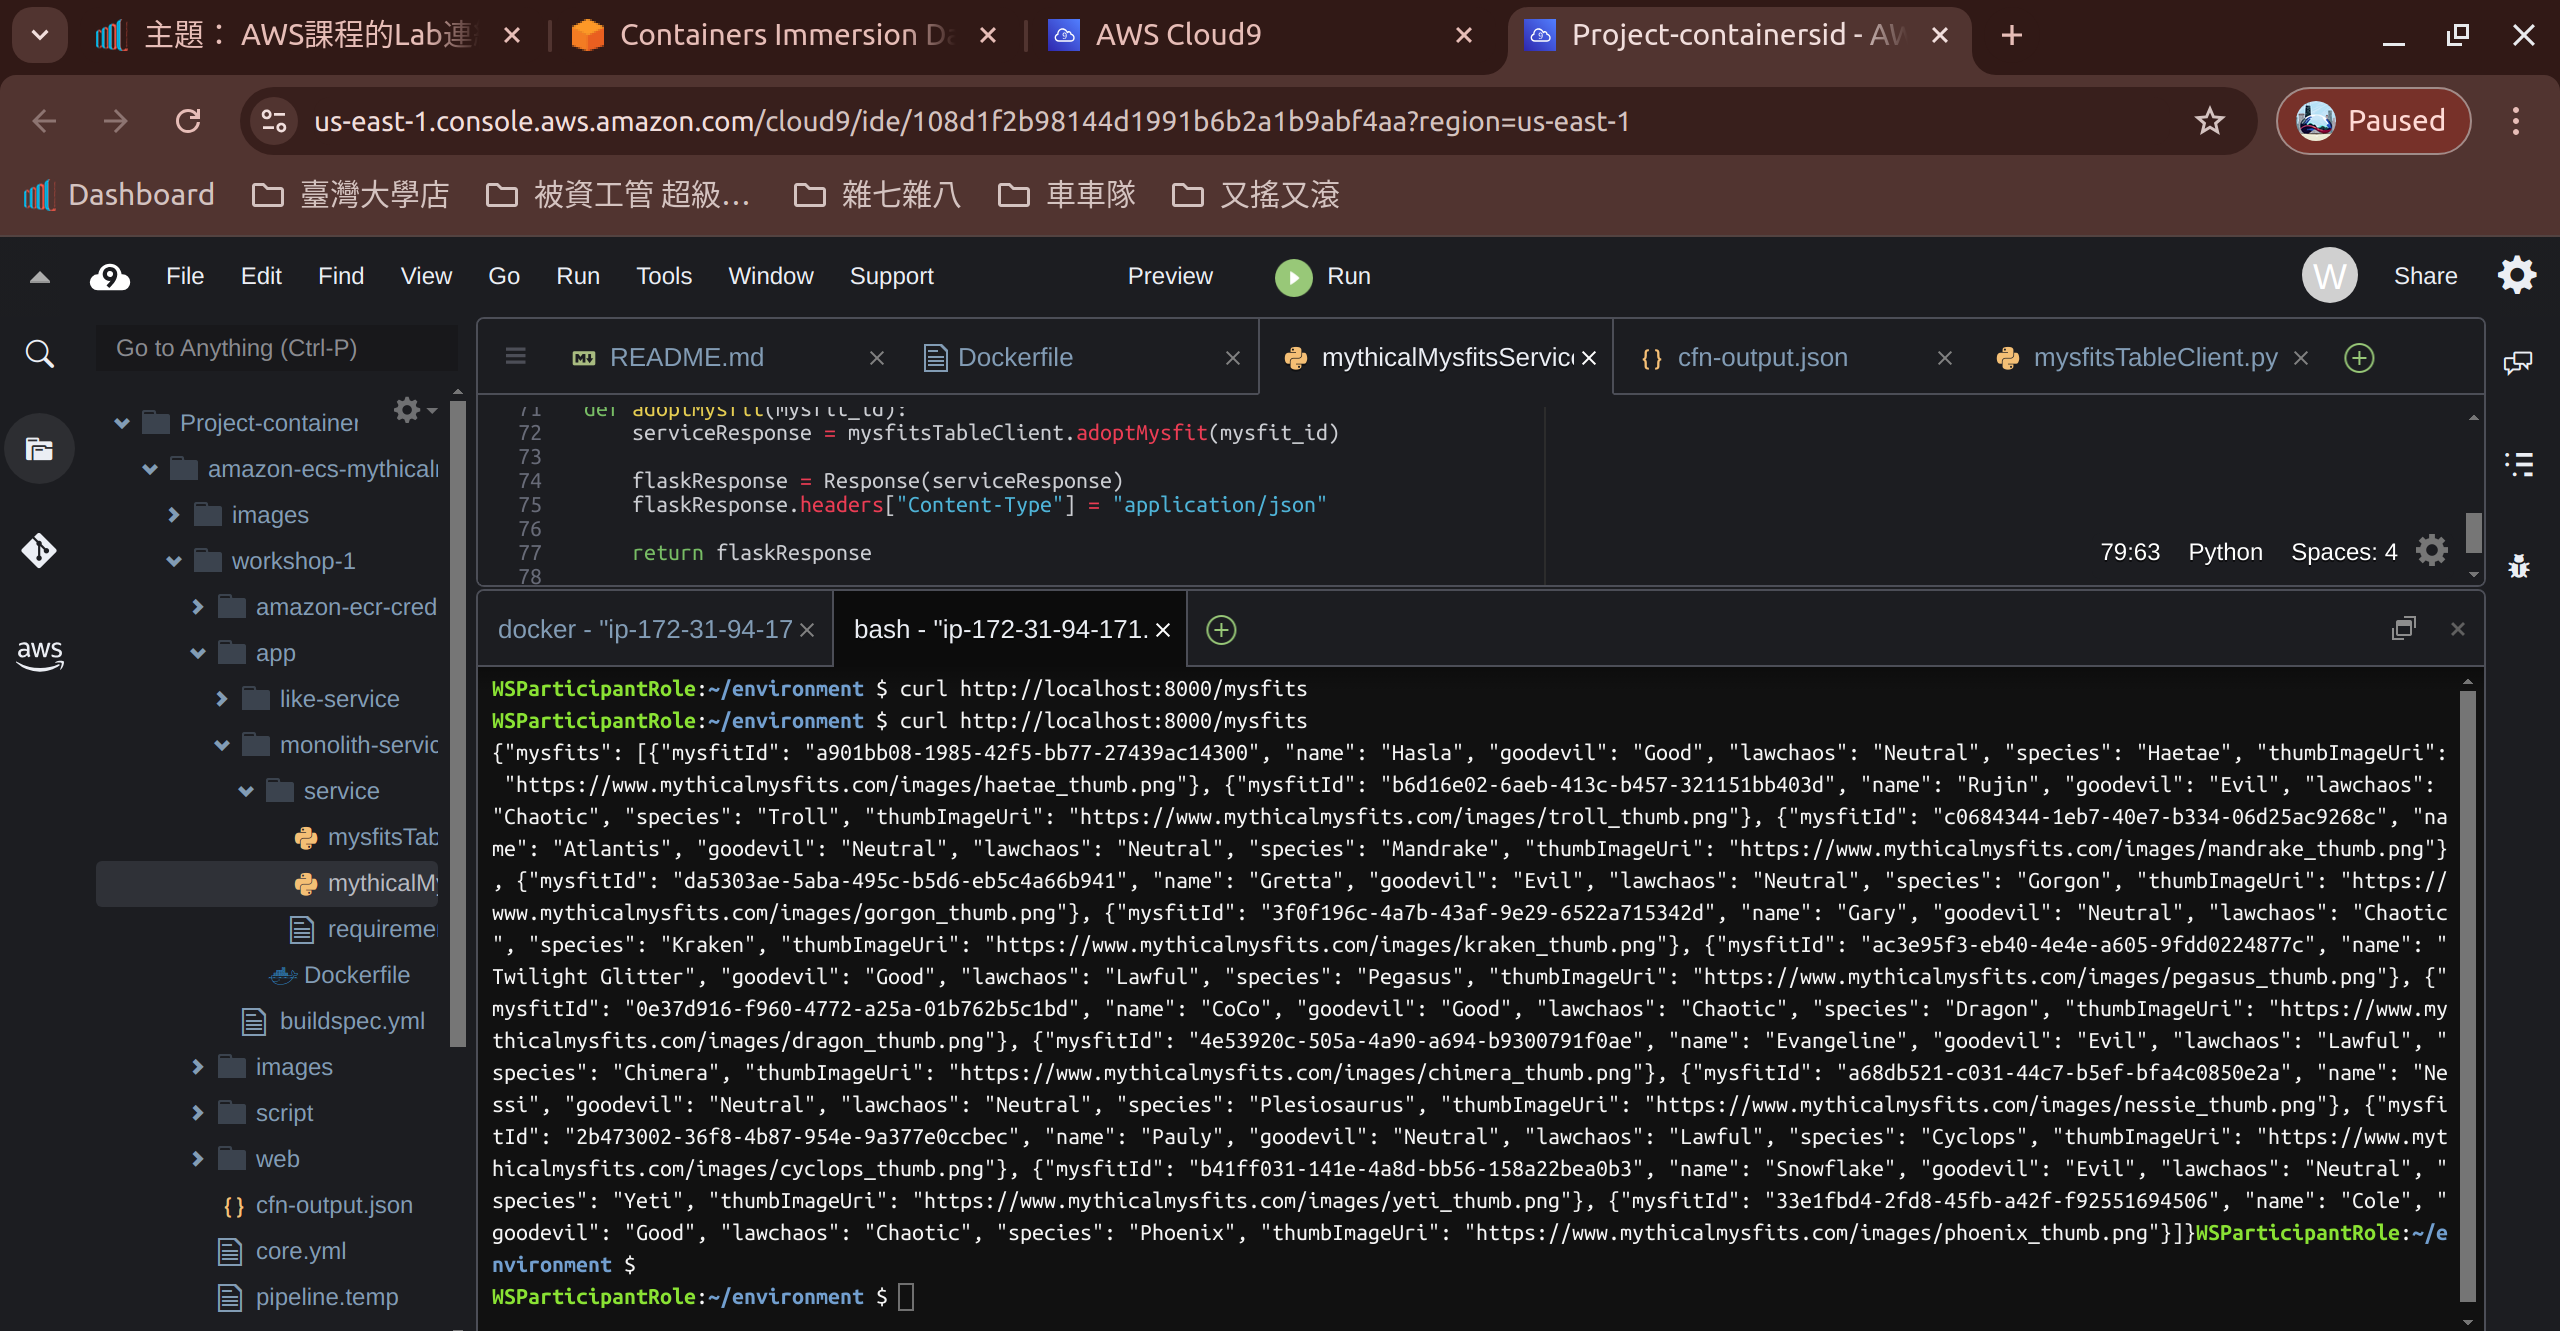 主題： AWS課程的Lab連
Containers Immersion Da
AWS Cloud9
Project-containersid - AW
us-east-1.console.aws.amazon.com/cloud9/ide/108d1f2b98144d1991b6b2a1b9abf4aa?region=us-east-1
Paused
Dashboard
臺灣大學店
被資工管 超級…
雜七雜八
車車隊
又搖又滾
9 File Edit Find View Go Run Tools Window Support
Preview
Run
W
Share
Go to Anything (Ctrl-P)
README.md
Dockerfile
mythicalMysfitsService
cfn-output.json
mysfitsTableClient.py
Project-container
amazon-ecs-mythicalm
images
workshop-1
amazon-ecr-cred
app
like-service
monolith-servic
service
mysfitsTab
mythicalMy
requiremen
Dockerfile
buildspec.yml
images
script
web
{} cfn-output.json
core.yml
pipeline.temp
aws
71 def adoptMysfit(mysfit_id):
72 serviceResponse = mysfitsTableClient.adoptMysfit(mysfit_id)
73
74 flaskResponse = Response(serviceResponse)
75 flaskResponse.headers["Content-Type"] = "application/json"
76
77 return flaskResponse
78
79:63 Python Spaces: 4
docker - "ip-172-31-94-17
bash - "ip-172-31-94-171.
WSParticipantRole:~/environment $ curl http://localhost:8000/mysfits
WSParticipantRole:~/environment $ curl http://localhost:8000/mysfits
{"mysfits": [{"mysfitId": "a901bb08-1985-42f5-bb77-27439ac14300", "name": "Hasla", "goodevil": "Good", "lawchaos": "Neutral", "species": "Haetae", "thumbImageUri":
"https://www.mythicalmysfits.com/images/haetae_thumb.png"}, {"mysfitId": "b6d16e02-6aeb-413c-b457-321151bb403d", "name": "Rujin", "goodevil": "Evil", "lawchaos":
"Chaotic", "species": "Troll", "thumbImageUri": "https://www.mythicalmysfits.com/images/troll_thumb.png"}, {"mysfitId": "c0684344-1eb7-40e7-b334-06d25ac9268c", "na
me": "Atlantis", "goodevil": "Neutral", "lawchaos": "Neutral", "species": "Mandrake", "thumbImageUri": "https://www.mythicalmysfits.com/images/mandrake_thumb.png"}
, {"mysfitId": "da5303ae-5aba-495c-b5d6-eb5c4a66b941", "name": "Gretta", "goodevil": "Evil", "lawchaos": "Neutral", "species": "Gorgon", "thumbImageUri": "https://
www.mythicalmysfits.com/images/gorgon_thumb.png"}, {"mysfitId": "3f0f196c-4a7b-43af-9e29-6522a715342d", "name": "Gary", "goodevil": "Neutral", "lawchaos": "Chaotic
", "species": "Kraken", "thumbImageUri": "https://www.mythicalmysfits.com/images/kraken_thumb.png"}, {"mysfitId": "ac3e95f3-eb40-4e4e-a605-9fdd0224877c", "name": "
Twilight Glitter", "goodevil": "Good", "lawchaos": "Lawful", "species": "Pegasus", "thumbImageUri": "https://www.mythicalmysfits.com/images/pegasus_thumb.png"}, {"
mysfitId": "0e37d916-f960-4772-a25a-01b762b5c1bd", "name": "CoCo", "goodevil": "Good", "lawchaos": "Chaotic", "species": "Dragon", "thumbImageUri": "https://www.my
thicalmysfits.com/images/dragon_thumb.png"}, {"mysfitId": "4e53920c-505a-4a90-a694-b9300791f0ae", "name": "Evangeline", "goodevil": "Evil", "lawchaos": "Lawful", "
species": "Chimera", "thumbImageUri": "https://www.mythicalmysfits.com/images/chimera_thumb.png"}, {"mysfitId": "a68db521-c031-44c7-b5ef-bfa4c0850e2a", "name": "Ne
ssi", "goodevil": "Neutral", "lawchaos": "Neutral", "species": "Plesiosaurus", "thumbImageUri": "https://www.mythicalmysfits.com/images/nessie_thumb.png"}, {"mysfi
tId": "2b473002-36f8-4b87-954e-9a377e0ccbec", "name": "Pauly", "goodevil": "Neutral", "lawchaos": "Lawful", "species": "Cyclops", "thumbImageUri": "https://www.myt
hicalmysfits.com/images/cyclops_thumb.png"}, {"mysfitId": "b41ff031-141e-4a8d-bb56-158a22bea0b3", "name": "Snowflake", "goodevil": "Evil", "lawchaos": "Neutral", "
species": "Yeti", "thumbImageUri": "https://www.mythicalmysfits.com/images/yeti_thumb.png"}, {"mysfitId": "33e1fbd4-2fd8-45fb-a42f-f92551694506", "name": "Cole", "
goodevil": "Good", "lawchaos": "Chaotic", "species": "Phoenix", "thumbImageUri": "https://www.mythicalmysfits.com/images/phoenix_thumb.png"}]}WSParticipantRole:~/e
nvironment $
WSParticipantRole:~/environment $